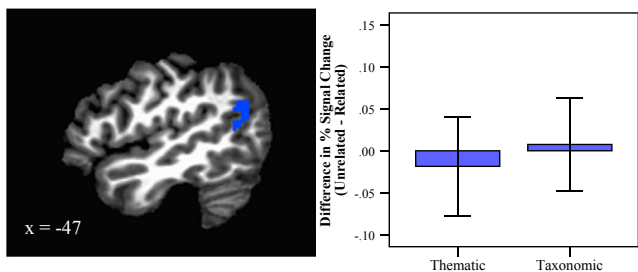 x = -47
Difference in % Signal Change
(Unrelated - Related)
.15
.10
.05
.00
-.05
-.10
Thematic Taxonomic